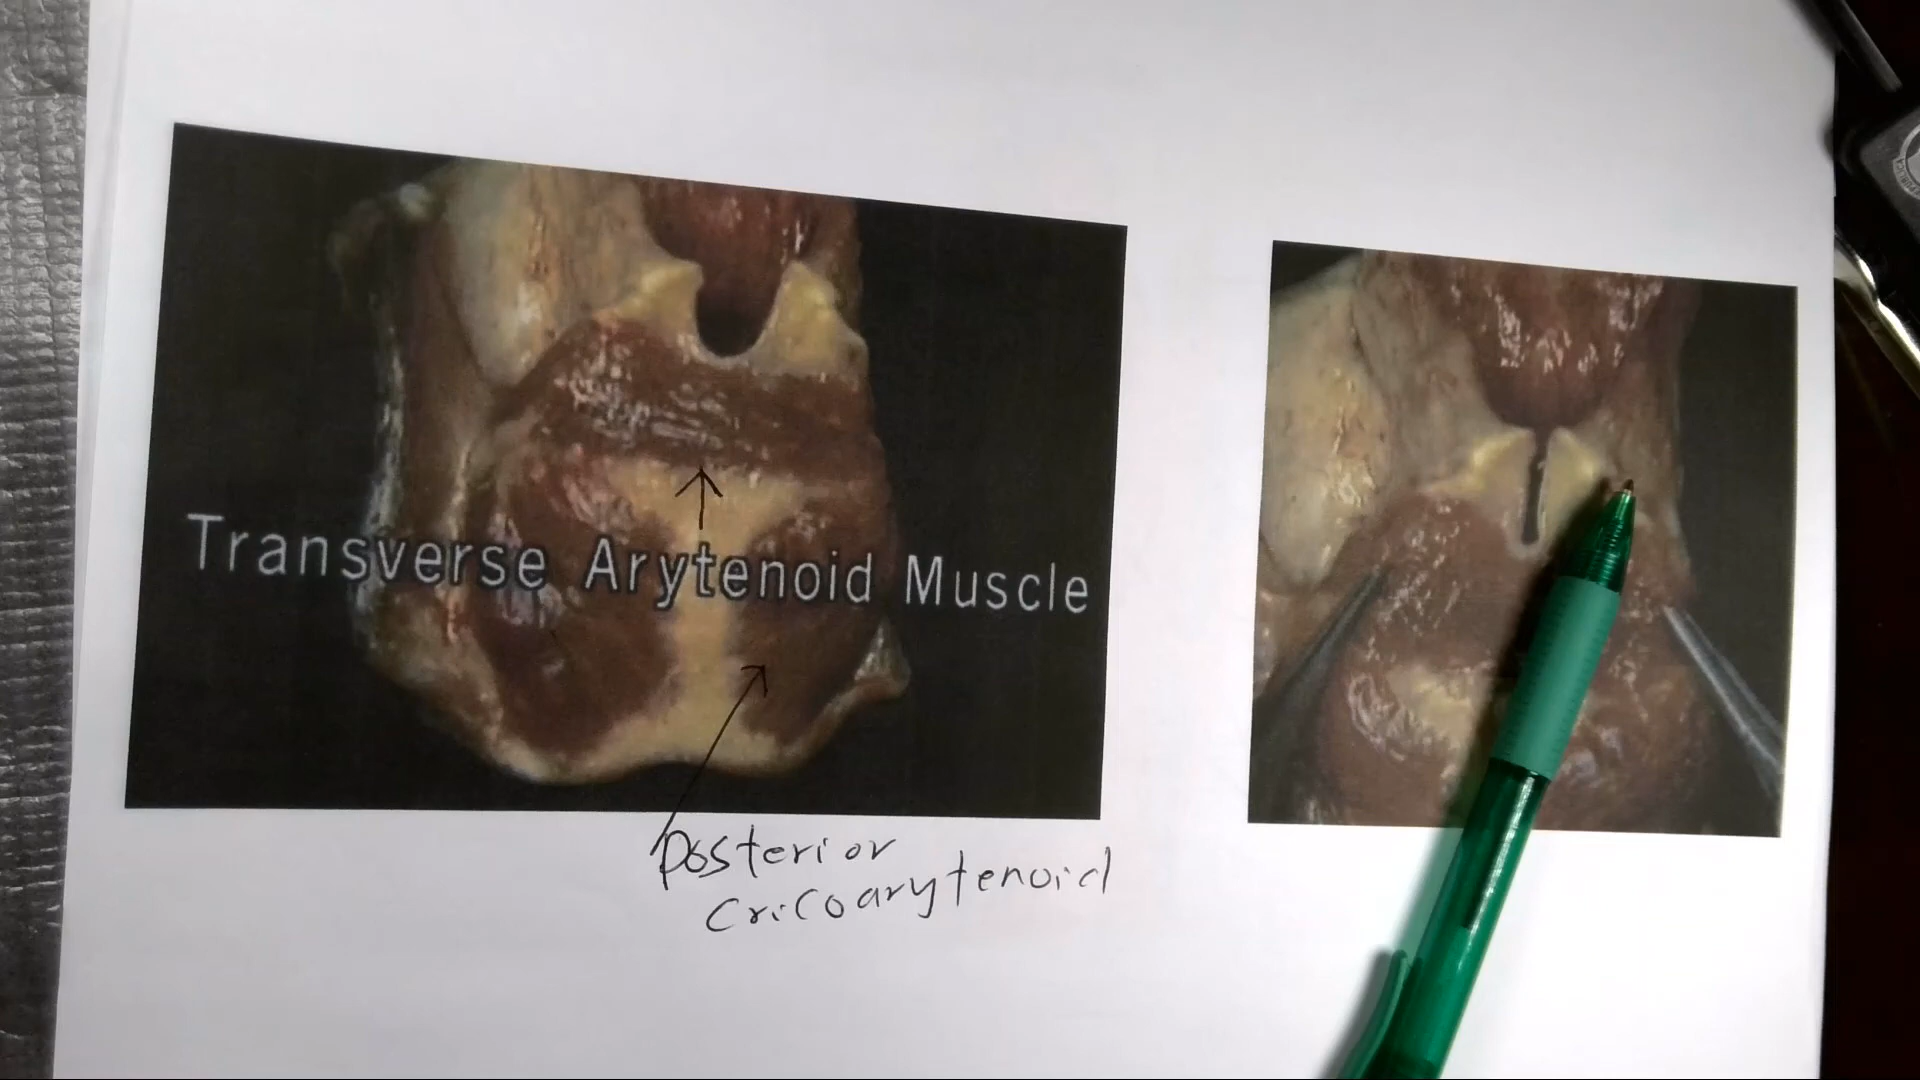 Transverse Arytenoid Muscle
Posterior
Cricoarytenoid